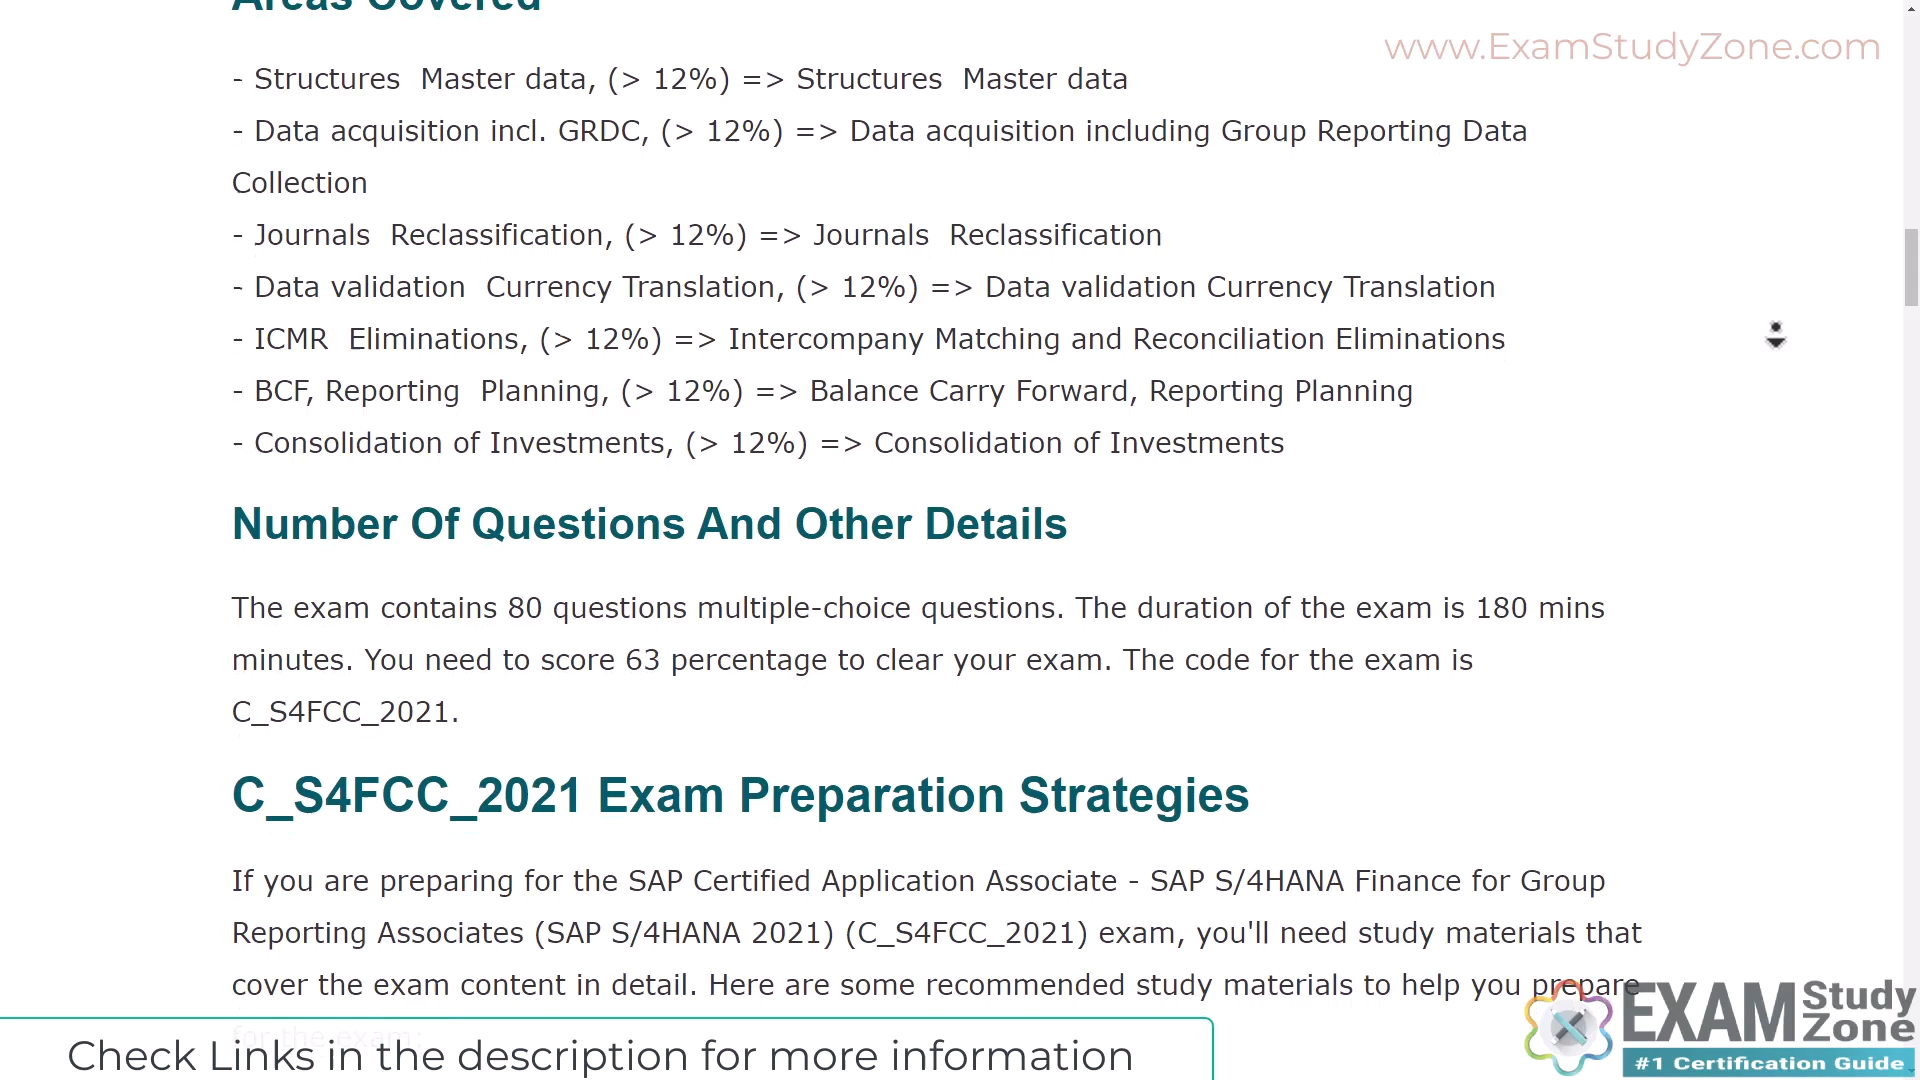 Areas Covered
www.ExamStudyZone.com
- Structures  Master data, (> 12%) => Structures  Master data
- Data acquisition incl. GRDC, (> 12%) => Data acquisition including Group Reporting Data
Collection
- Journals  Reclassification, (> 12%) => Journals  Reclassification
- Data validation  Currency Translation, (> 12%) => Data validation Currency Translation
- ICMR  Eliminations, (> 12%) => Intercompany Matching and Reconciliation Eliminations
- BCF, Reporting  Planning, (> 12%) => Balance Carry Forward, Reporting Planning
- Consolidation of Investments, (> 12%) => Consolidation of Investments
Number Of Questions And Other Details
The exam contains 80 questions multiple-choice questions. The duration of the exam is 180 mins
minutes. You need to score 63 percentage to clear your exam. The code for the exam is
C_S4FCC_2021.
C_S4FCC_2021 Exam Preparation Strategies
If you are preparing for the SAP Certified Application Associate - SAP S/4HANA Finance for Group
Reporting Associates (SAP S/4HANA 2021) (C_S4FCC_2021) exam, you'll need study materials that
cover the exam content in detail. Here are some recommended study materials to help you prepare
for the exam:
Check Links in the description for more information
EXAM Study
Zone
#1 Certification Guide